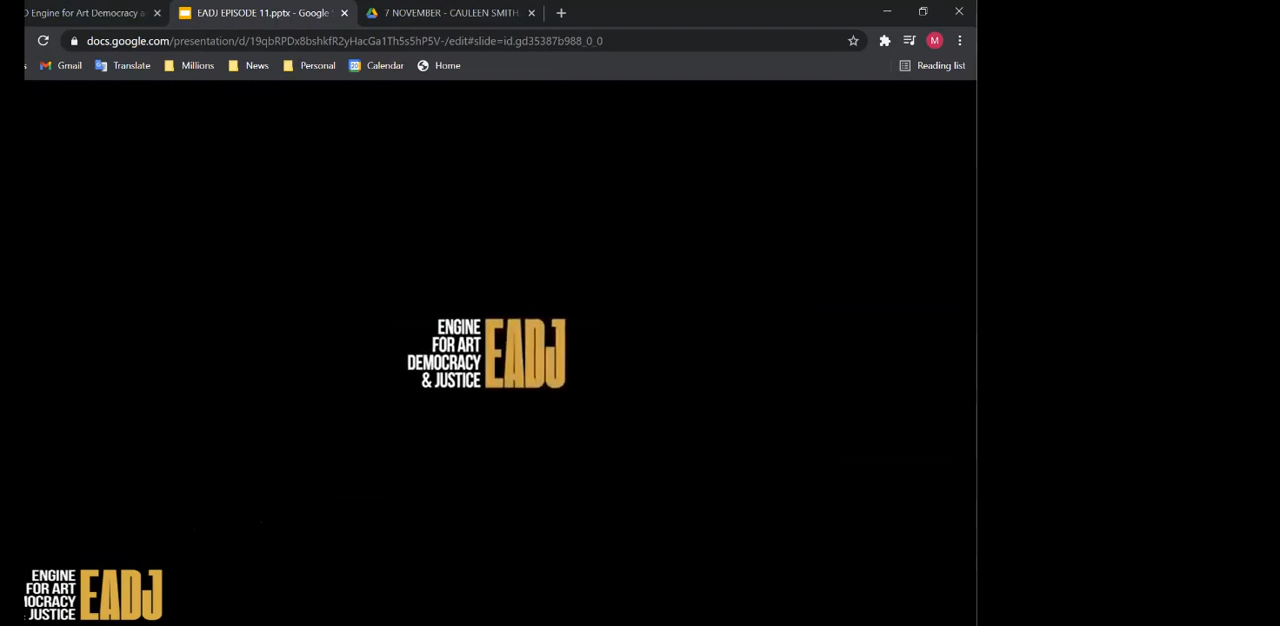 Engine for Art Democracy a
EADJ EPISODE 11.pptx - Google
7 NOVEMBER - CAULEEN SMITH
docs.google.com/presentation/d/19qbRPDx8bshkfR2yHacGa1Th5s5hP5V-/edit#slide=id.gd35387b988_0_0
M
s Gmail Translate Millions News Personal Calendar Home Reading list
ENGINE
FOR ART
DEMOCRACY
& JUSTICE
EADJ
ENGINE
FOR ART
MOCRACY
JUSTICE
EADJ